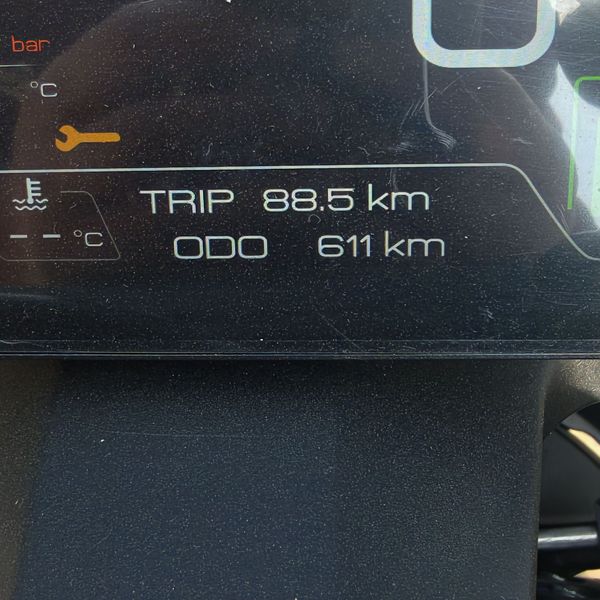 bar
°C
TRIP 88.5 km
-- °C
ODO 611 km